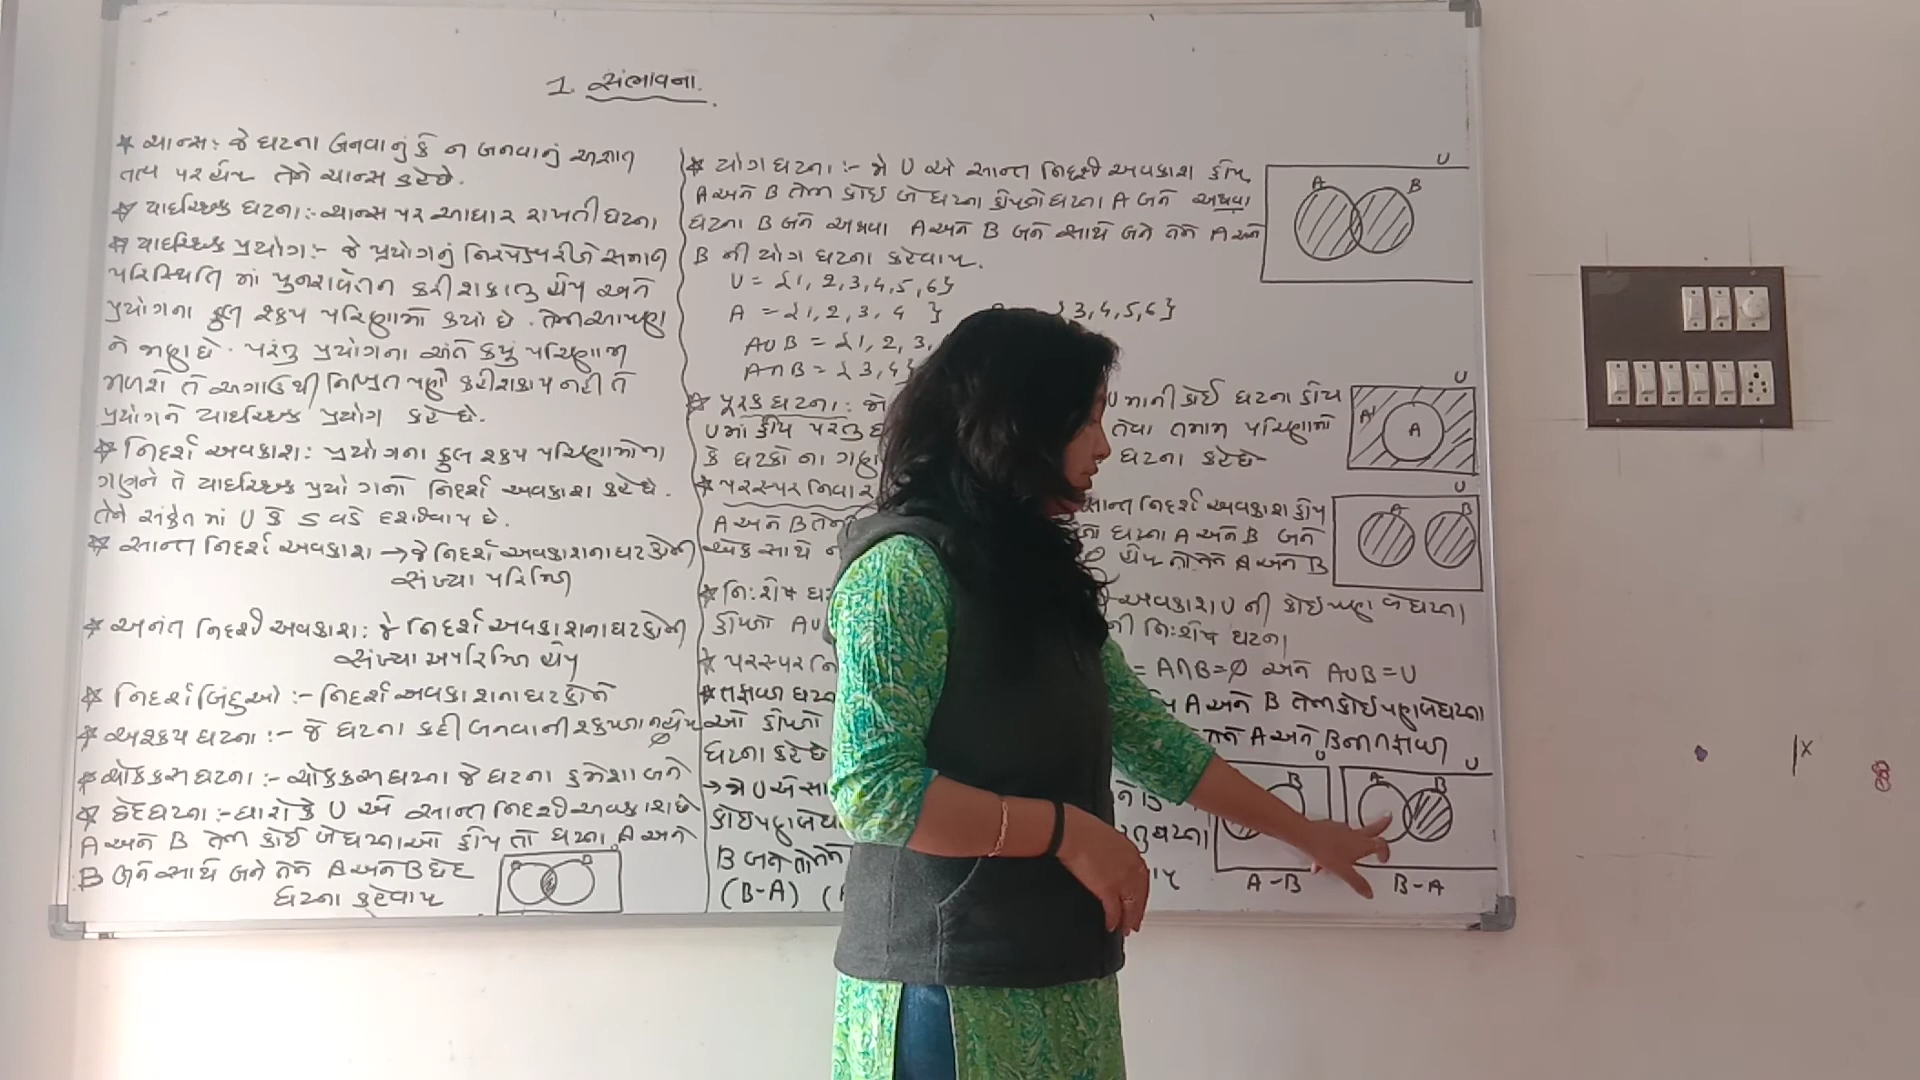 1. સંભાવના.
* ચાન્સ: જે ઘટના બનવાનું કે ન બનવાનું અજ્ઞાત
તત્વ પર હોય તેને ચાન્સ કહે છે.
* યાદચ્છિક ઘટના:- ચાન્સ પર આધાર રાખતી ઘટના
* યાદચ્છિક પ્રયોગ:- જે પ્રયોગનું નિરપેક્ષ રીતે સમાન
પરિસ્થિતિ માં પુનરાવર્તન કરી શકાતુ હોય અને
પ્રયોગના કુલ શક્ય પરિણામો કયાં છે. તે આપણ
ને જાણ છે. પરંતુ પ્રયોગના અંતે કયું પરિણામ
મળશે તે અગાઉથી નિશ્ચિત પણે કરી શકાય નહી તે
પ્રયોગને યાદચ્છિક પ્રયોગ કહે છે.
* નિદર્શ અવકાશ: પ્રયોગના કુલ શક્ય પરિણામોના
ગણને તે યાદચ્છિક પ્રયોગનો નિદર્શ અવકાશ કહે છે.
તેને સંકેત માં U કે S વડે દર્શાવાય છે.
* સાન્ત નિદર્શ અવકાશ → જે નિદર્શ અવકાશના ઘટકોની
સંખ્યા પરિમિત
* અનંત નિદર્શ અવકાશ: જે નિદર્શ અવકાશના ઘટકોની
સંખ્યા અપરિમિત હોય
* નિદર્શ બિંદુઓ:- નિદર્શ અવકાશના ઘટકોને
* અશક્ય ઘટના:- જે ઘટના કદી બનવાની શક્યતા ન હોય
∅
* ચોક્કસ ઘટના:- ચોક્કસ ઘટના જે ઘટના હંમેશા બને
* છેદ ઘટના:- ધારો કે U એ સાન્ત નિદર્શ અવકાશ છે
A અને B તેની કોઈ બે ઘટનાઓ હોય તો ઘટના A અને
B બને સાથે બને તેને A અને B છેદ
ઘટના કહેવાય
B
* યોગ ઘટના:- જો U એ સાન્ત નિદર્શ અવકાશ હોય
A અને B તેની કોઈ બે ઘટના હોય તો ઘટના A બને અથવા
ઘટના B બને અથવા A અને B બને સાથે બને તેને A અને
B ની યોગ ઘટના કહેવાય.
U = {1, 2, 3, 4, 5, 6}
A = {1, 2, 3, 4 } { 3, 4, 5, 6}
A∪B = {1, 2, 3,
A∩B = { 3, 4}
U
A B
* પૂરક ઘટના: જો U માની કોઈ ઘટના હોય
U માં હોય પરંતુ તેવા તમામ પરિણામો
કે ઘટકો ના ગણ ઘટના કહે છે
U
A' A
* પરસ્પર નિવાર સાન્ત નિદર્શ અવકાશ હોય
A અને B તેની ઘટના A અને B બને
એક સાથે ન હોય તો તેને A અને B
U
A B
* નિ:શેષ ઘટ અવકાશ U ની કોઈ પણ બે ઘટના
હોય તો A∪ ની નિ:શેષ ઘટના
* પરસ્પર નિ = A∩B=∅ અને A∪B=U
* તફાવત ઘટના A અને B તેની કોઈ પણ બે ઘટના
ઓ હોય તો તેને A અને B ના તફાવતની
ઘટના કહે છે
→ જો U એ સા
કોઈ પણ બે ઘટના
B બને તો તેને
(B-A)
U B A-B
U A B B-A